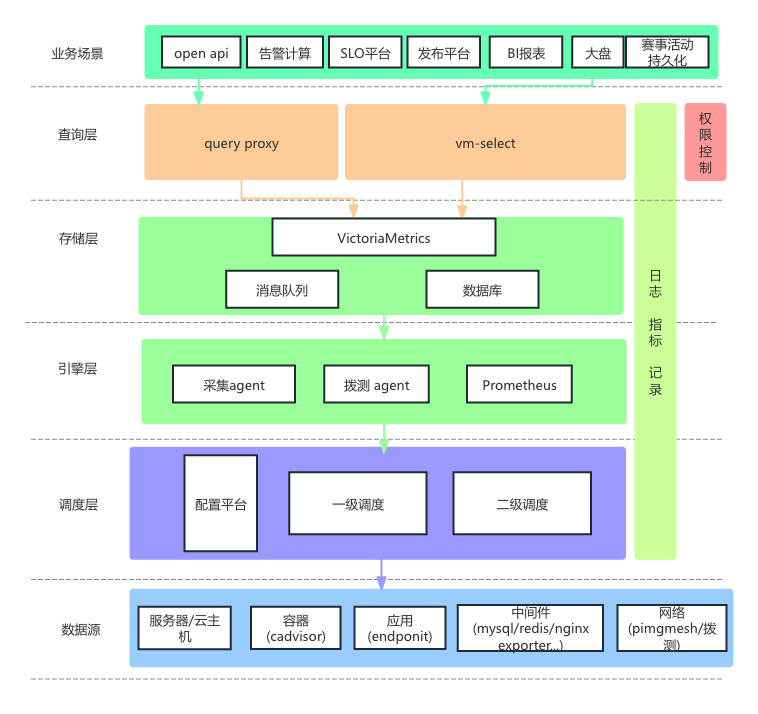 业务场景
open api
告警计算
SLO平台
发布平台
BI报表
大盘
赛事活动
持久化
查询层
query proxy
vm-select
权
限
控
制
存储层
VictoriaMetrics
消息队列
数据库
日
志
指
标
记
录
引擎层
采集agent
拨测 agent
Prometheus
调度层
配置平台
一级调度
二级调度
数据源
服务器/云主
机
容器
(cadvisor)
应用
(endponit)
中间件
(mysql/redis/nginx
exporter...)
网络
(pimgmesh/拨
测)